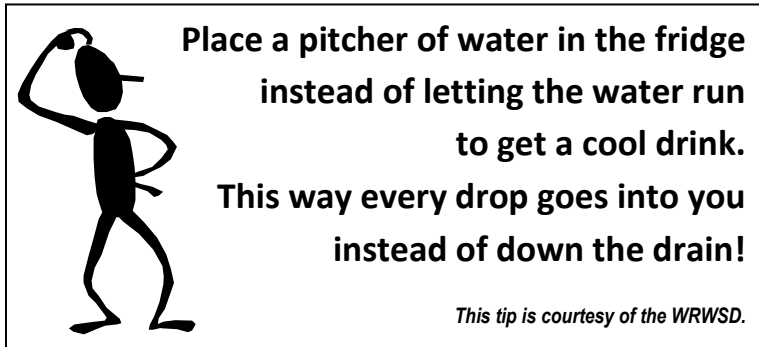 Place a pitcher of water in the fridge
instead of letting the water run
to get a cool drink.
This way every drop goes into you
instead of down the drain!
This tip is courtesy of the WRWSD.